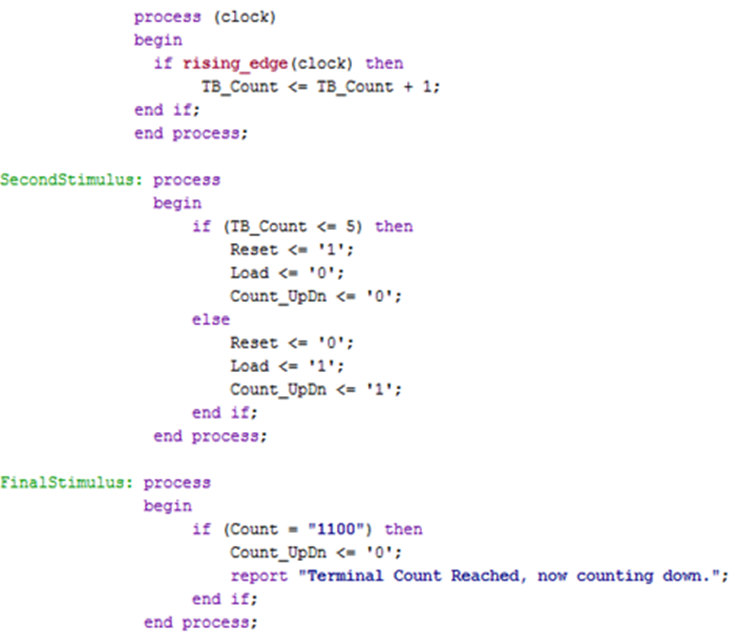 process (clock)
begin
if rising_edge(clock) then
TB_Count <= TB_Count + 1;
end if;
end process;
SecondStimulus: process
begin
if (TB_Count <= 5) then
Reset <= '1';
Load <= '0';
Count_UpDn <= '0';
else
Reset <= '0';
Load <= '1';
Count_UpDn <= '1';
end if;
end process;
FinalStimulus: process
begin
if (Count = "1100") then
Count_UpDn <= '0';
report "Terminal Count Reached, now counting down.";
end if;
end process;